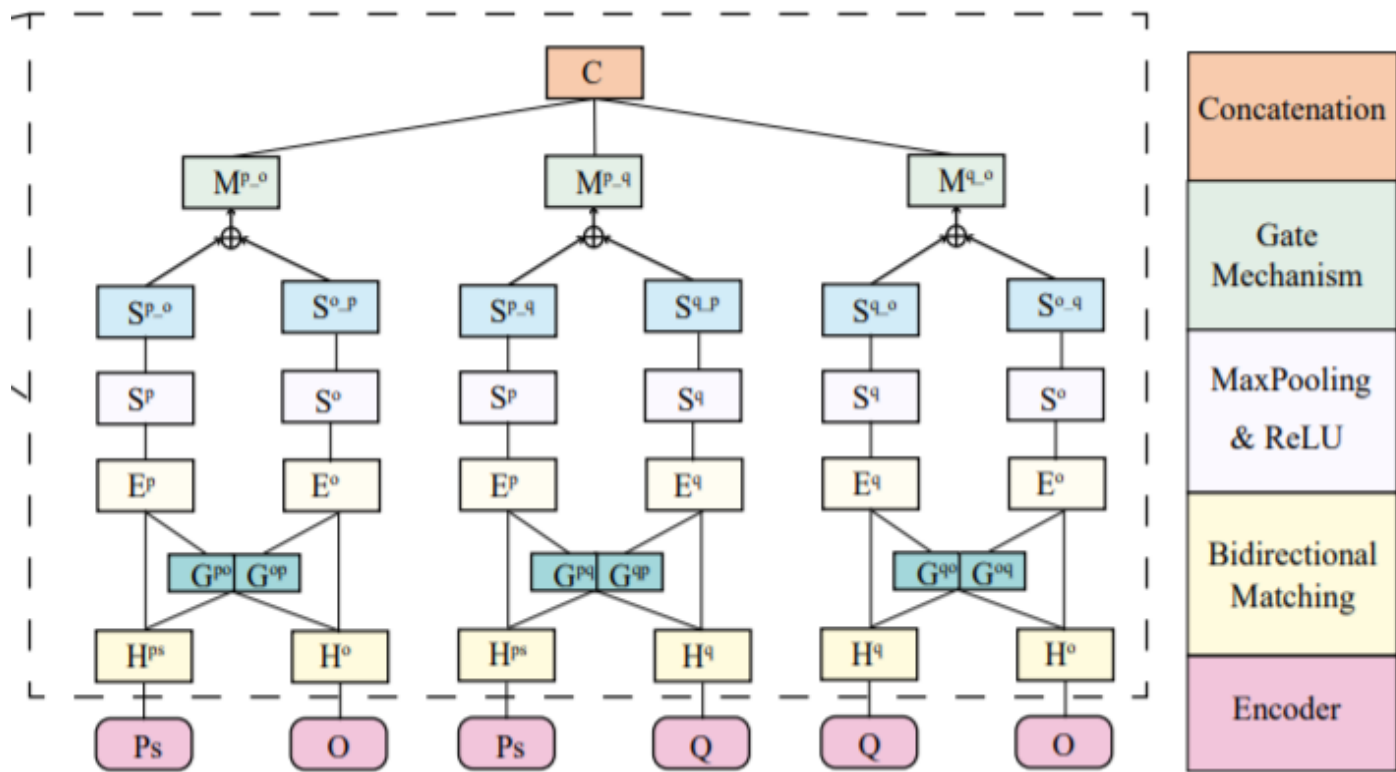 C
M^{p_o} M^{p_q} M^{q_o}
S^{p_o} S^{o_p} S^{p_q} S^{q_p} S^{q_o} S^{o_q}
S^p S^o S^p S^q S^q S^o
E^p E^o E^p E^q E^q E^o
G^{po} G^{op} G^{pq} G^{qp} G^{qo} G^{oq}
H^{ps} H^o H^{ps} H^q H^q H^o
Ps O Ps Q Q O
Concatenation
Gate
Mechanism
MaxPooling
& ReLU
Bidirectional
Matching
Encoder